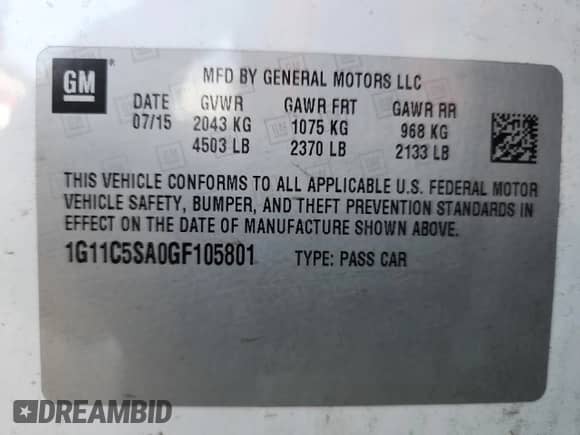 GM ®
MFD BY GENERAL MOTORS LLC
DATE GVWR GAWR FRT GAWR RR
07/15 2043 KG 1075 KG 968 KG
4503 LB 2370 LB 2133 LB
THIS VEHICLE CONFORMS TO ALL APPLICABLE U.S. FEDERAL MOTOR
VEHICLE SAFETY, BUMPER, AND THEFT PREVENTION STANDARDS IN
EFFECT ON THE DATE OF MANUFACTURE SHOWN ABOVE.
1G11C5SA0GF105801 TYPE: PASS CAR
DREAMBID